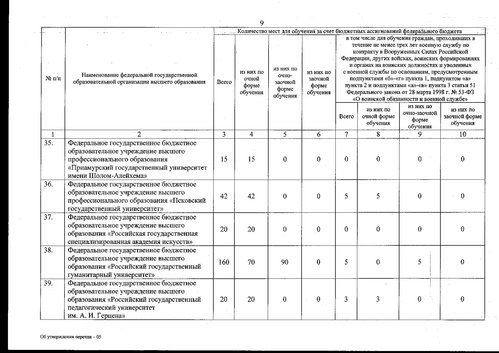 9
№ п/п
Наименование федеральной государственной
образовательной организации высшего образования
Количество мест для обучения за счет бюджетных ассигнований федерального бюджета
Всего
из них по
очной
форме
обучения
из них по
очно-
заочной
форме
обучения
из них по
заочной
форме
обучения
в том числе для обучения граждан, проходивших в
течение не менее трех лет военную службу по
контракту в Вооруженных Силах Российской
Федерации, других войсках, воинских формированиях
и органах на воинских должностях и уволенных
с военной службы по основаниям, предусмотренным
подпунктами «б»-«г» пункта 1, подпунктом «а»
пункта 2 и подпунктами «а»-«в» пункта 3 статьи 51
Федерального закона от 28 марта 1998 г. № 53-ФЗ
«О воинской обязанности и военной службе»
Всего
из них по
очной форме
обучения
из них по
очно-заочной
форме
обучения
из них по
заочной форме
обучения
1 2 3 4 5 6 7 8 9 10
35. Федеральное государственное бюджетное
образовательное учреждение высшего
профессионального образования 15 15 0 0 0 0 0 0
«Приамурский государственный университет
имени Шолом-Алейхема»
36. Федеральное государственное бюджетное
образовательное учреждение высшего
профессионального образования «Псковский 42 42 0 0 5 5 0 0
государственный университет»
37. Федеральное государственное бюджетное
образовательное учреждение высшего
образования «Российская государственная 20 20 0 0 0 0 0 0
специализированная академия искусств»
38. Федеральное государственное бюджетное
образовательное учреждение высшего
образования «Российский государственный 160 70 90 0 5 0 5 0
гуманитарный университет»
39. Федеральное государственное бюджетное
образовательное учреждение высшего
образования «Российский государственный 20 20 0 0 3 3 0 0
педагогический университет
им. А. И. Герцена»
Об утверждении перечня – 05